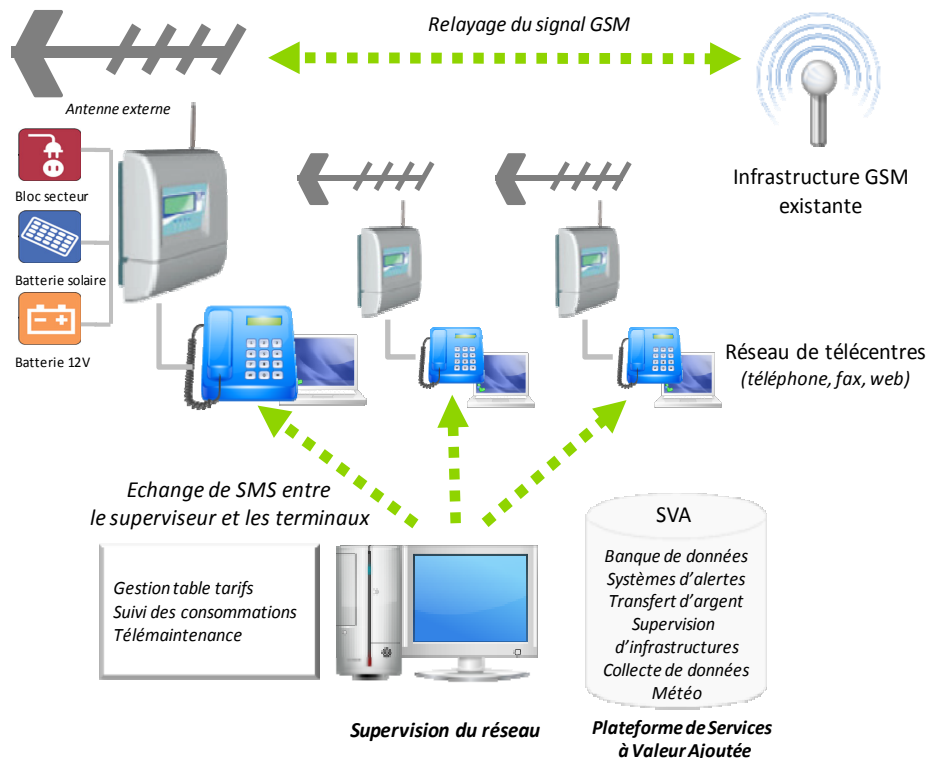 Relayage du signal GSM
Antenne externe
Bloc secteur
Batterie solaire
Batterie 12V
Infrastructure GSM
existante
Réseau de télécentres
(téléphone, fax, web)
Echange de SMS entre
le superviseur et les terminaux
Gestion table tarifs
Suivi des consommations
Télémaintenance
SVA
Banque de données
Systèmes d'alertes
Transfert d'argent
Supervision
d'infrastructures
Collecte de données
Météo
Supervision du réseau
Plateforme de Services
à Valeur Ajoutée